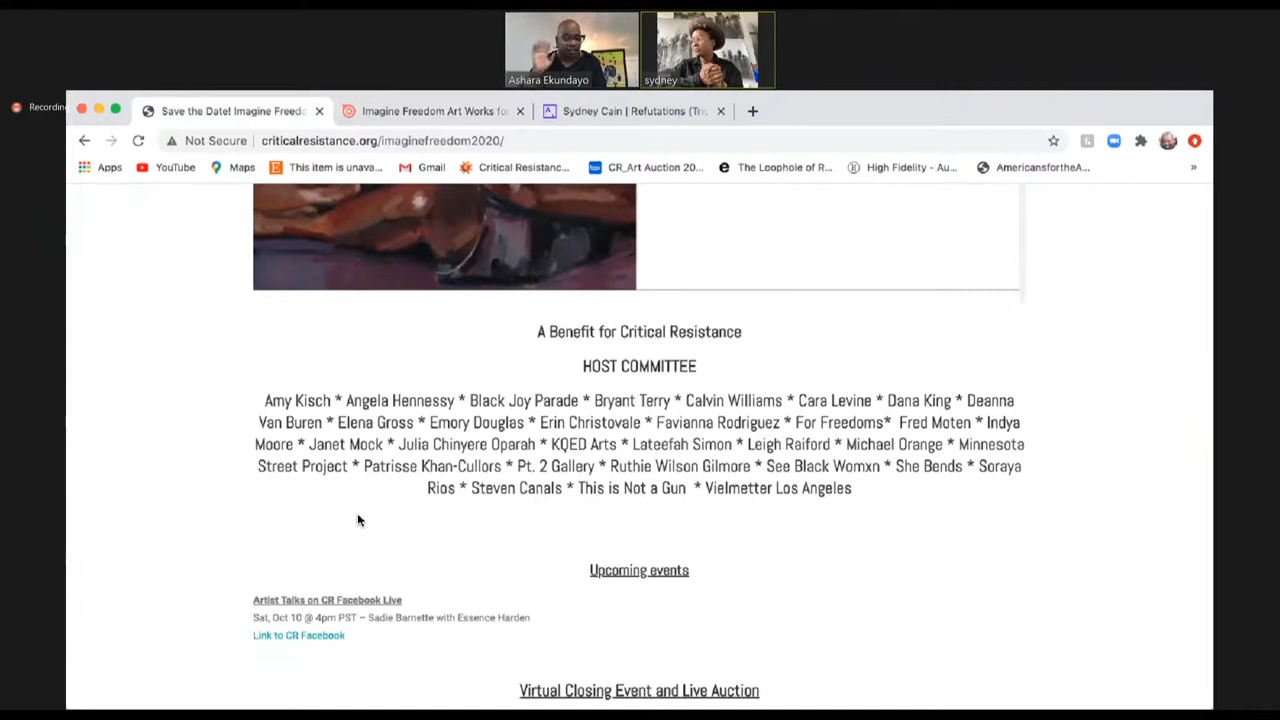 Ashara Ekundayo
sydney
Recording
Save the Date! Imagine Freedo
Imagine Freedom Art Works fo
Sydney Cain | Refutations (Tri
Not Secure | criticalresistance.org/imaginefreedom2020/
Apps
YouTube
Maps
This item is unava...
Gmail
Critical Resistanc...
CR_Art Auction 20...
The Loophole of R...
High Fidelity - Au...
AmericansfortheA...
»
A Benefit for Critical Resistance
HOST COMMITTEE
Amy Kisch * Angela Hennessy * Black Joy Parade * Bryant Terry * Calvin Williams * Cara Levine * Dana King * Deanna
Van Buren * Elena Gross * Emory Douglas * Erin Christovale * Favianna Rodriguez * For Freedoms* Fred Moten * Indya
Moore * Janet Mock * Julia Chinyere Oparah * KQED Arts * Lateefah Simon * Leigh Raiford * Michael Orange * Minnesota
Street Project * Patrisse Khan-Cullors * Pt. 2 Gallery * Ruthie Wilson Gilmore * See Black Womxn * She Bends * Soraya
Rios * Steven Canals * This is Not a Gun * Vielmetter Los Angeles
Upcoming events
Artist Talks on CR Facebook Live
Sat, Oct 10 @ 4pm PST – Sadie Barnette with Essence Harden
Link to CR Facebook
Virtual Closing Event and Live Auction